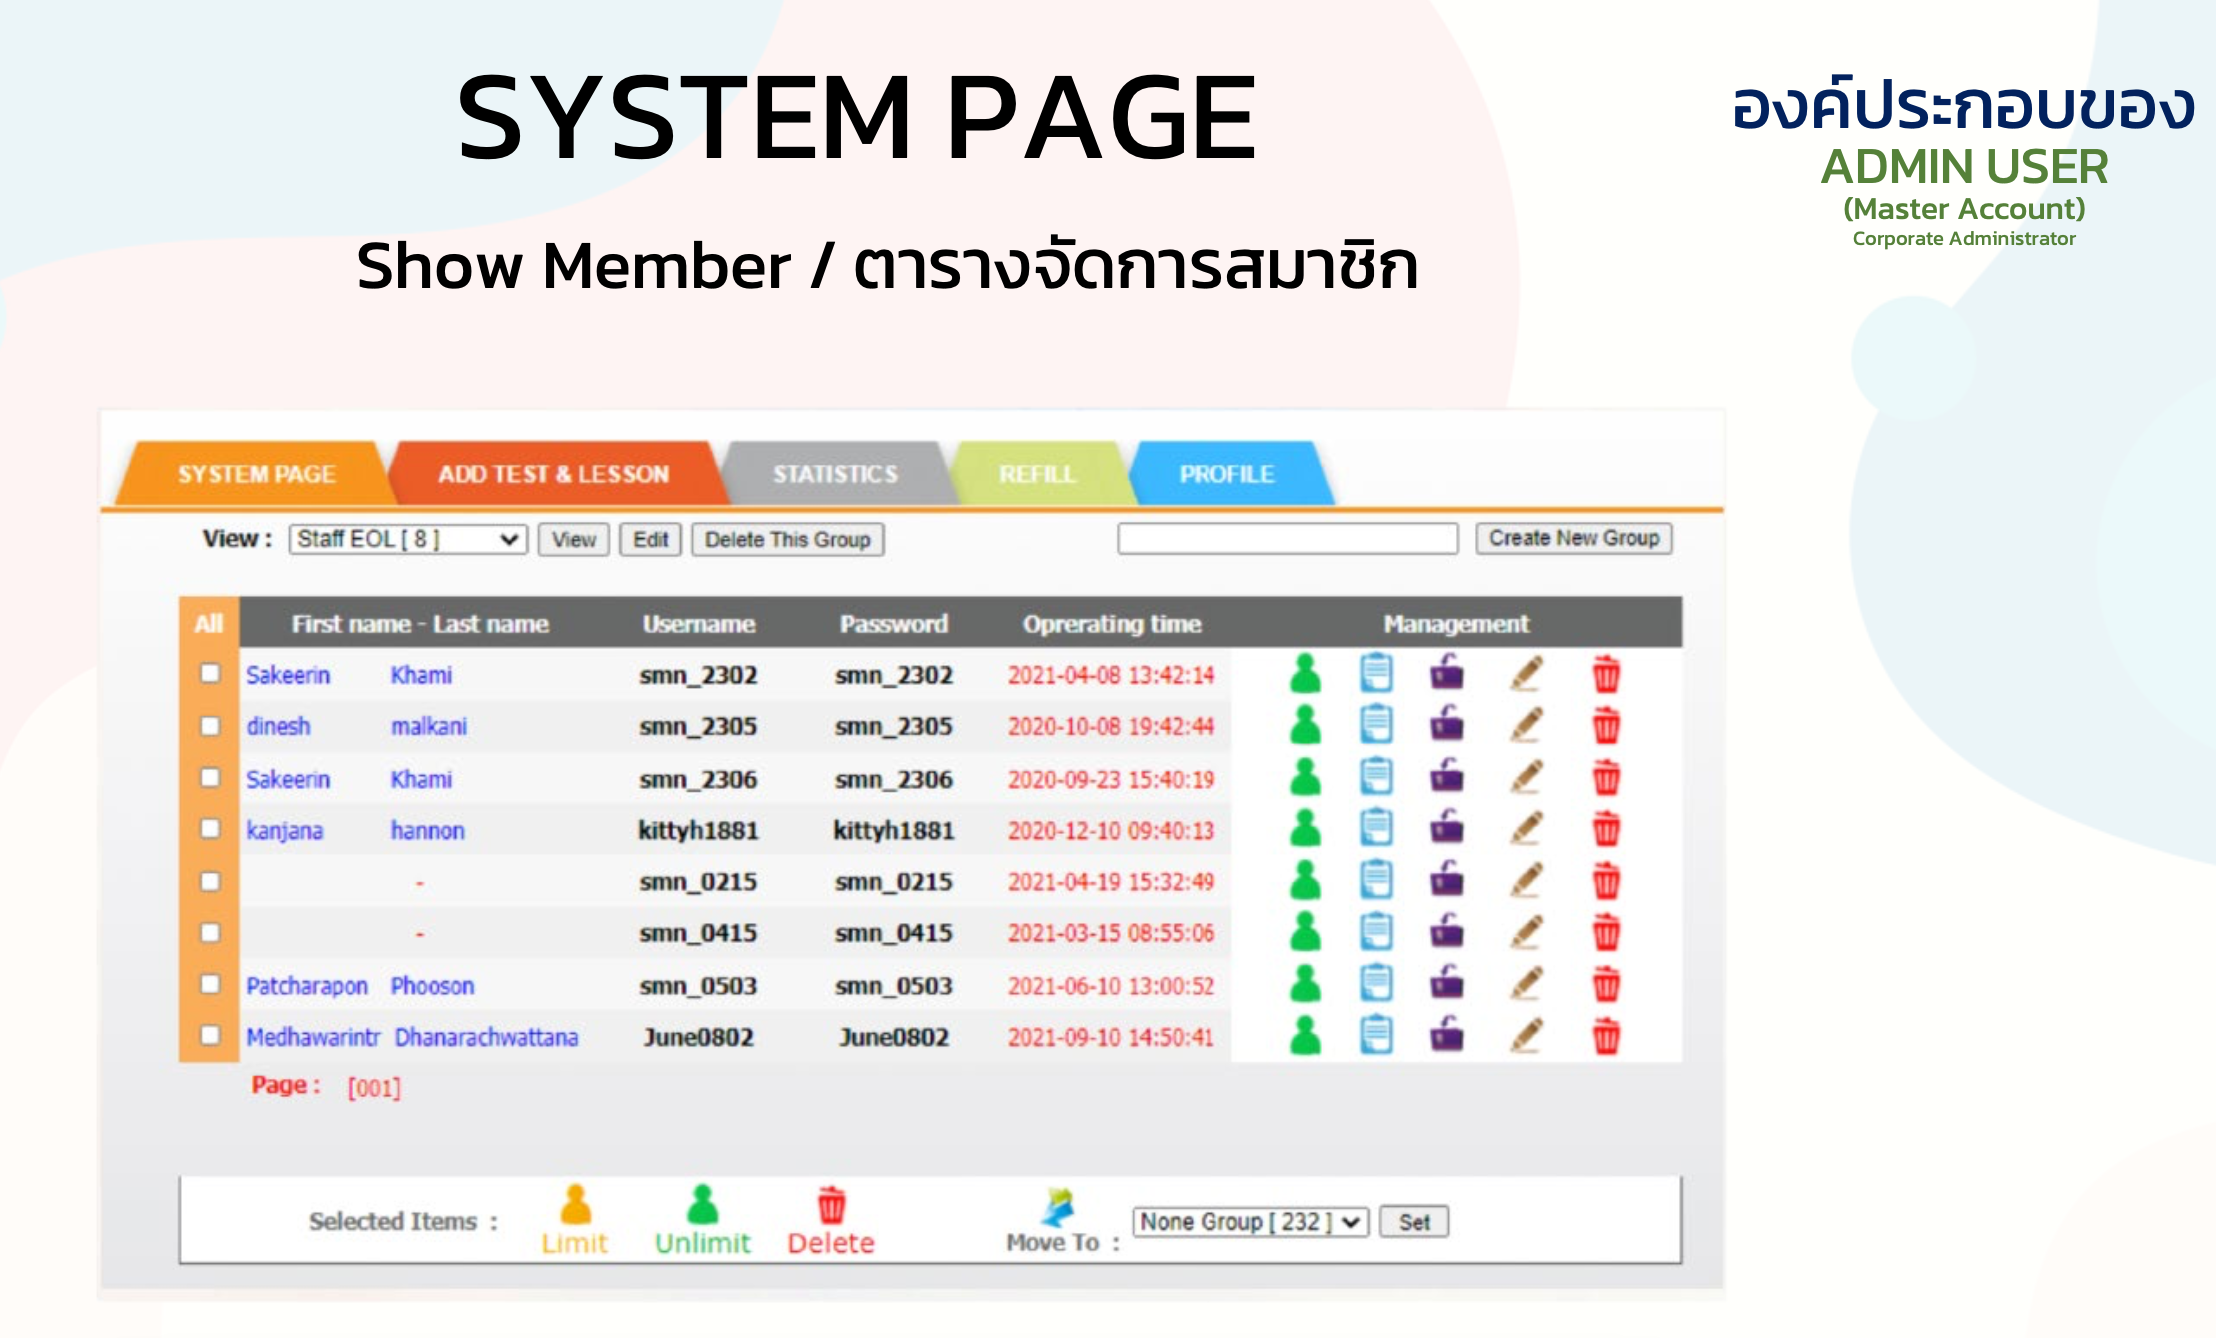 SYSTEM PAGE
Show Member / ตารางจัดการสมาชิก
องค์ประกอบของ
ADMIN USER
(Master Account)
Corporate Administrator
SYSTEM PAGE ADD TEST & LESSON STATISTICS REFILL PROFILE
View : Staff EOL [ 8 ] View Edit Delete This Group Create New Group
All First name - Last name Username Password Oprerating time Management
Sakeerin Khami smn_2302 smn_2302 2021-04-08 13:42:14
dinesh malkani smn_2305 smn_2305 2020-10-08 19:42:44
Sakeerin Khami smn_2306 smn_2306 2020-09-23 15:40:19
kanjana hannon kittyh1881 kittyh1881 2020-12-10 09:40:13
- smn_0215 smn_0215 2021-04-19 15:32:49
- smn_0415 smn_0415 2021-03-15 08:55:06
Patcharapon Phooson smn_0503 smn_0503 2021-06-10 13:00:52
Medhawarintr Dhanarachwattana June0802 June0802 2021-09-10 14:50:41
Page : [001]
Selected Items : Limit Unlimit Delete Move To : None Group [ 232 ] Set